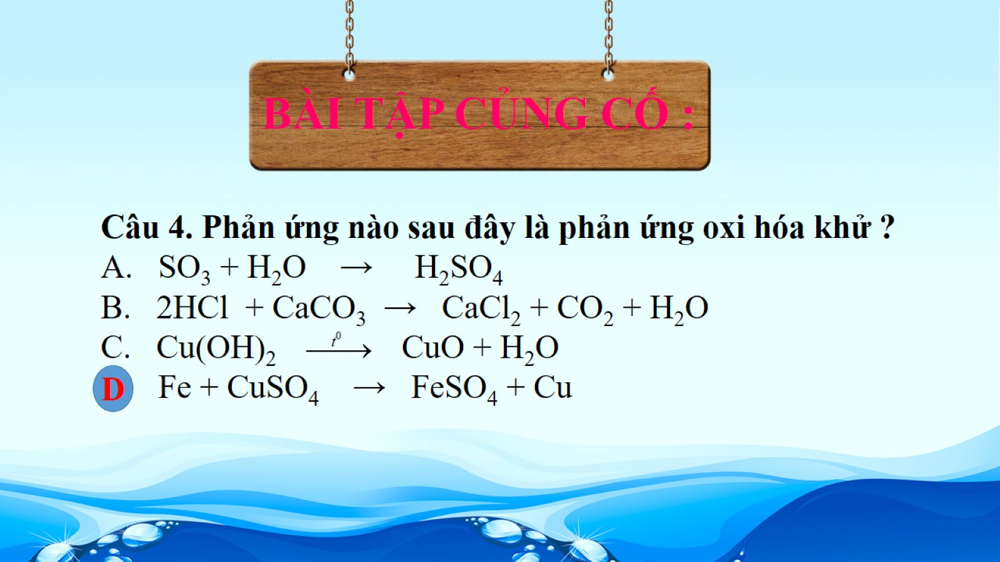 BÀI TẬP CỦNG CỐ :
Câu 4. Phản ứng nào sau đây là phản ứng oxi hóa khử ?
A. SO₃ + H₂O → H₂SO₄
B. 2HCl + CaCO₃ → CaCl₂ + CO₂ + H₂O
C. Cu(OH)₂ —t⁰→ CuO + H₂O
D Fe + CuSO₄ → FeSO₄ + Cu